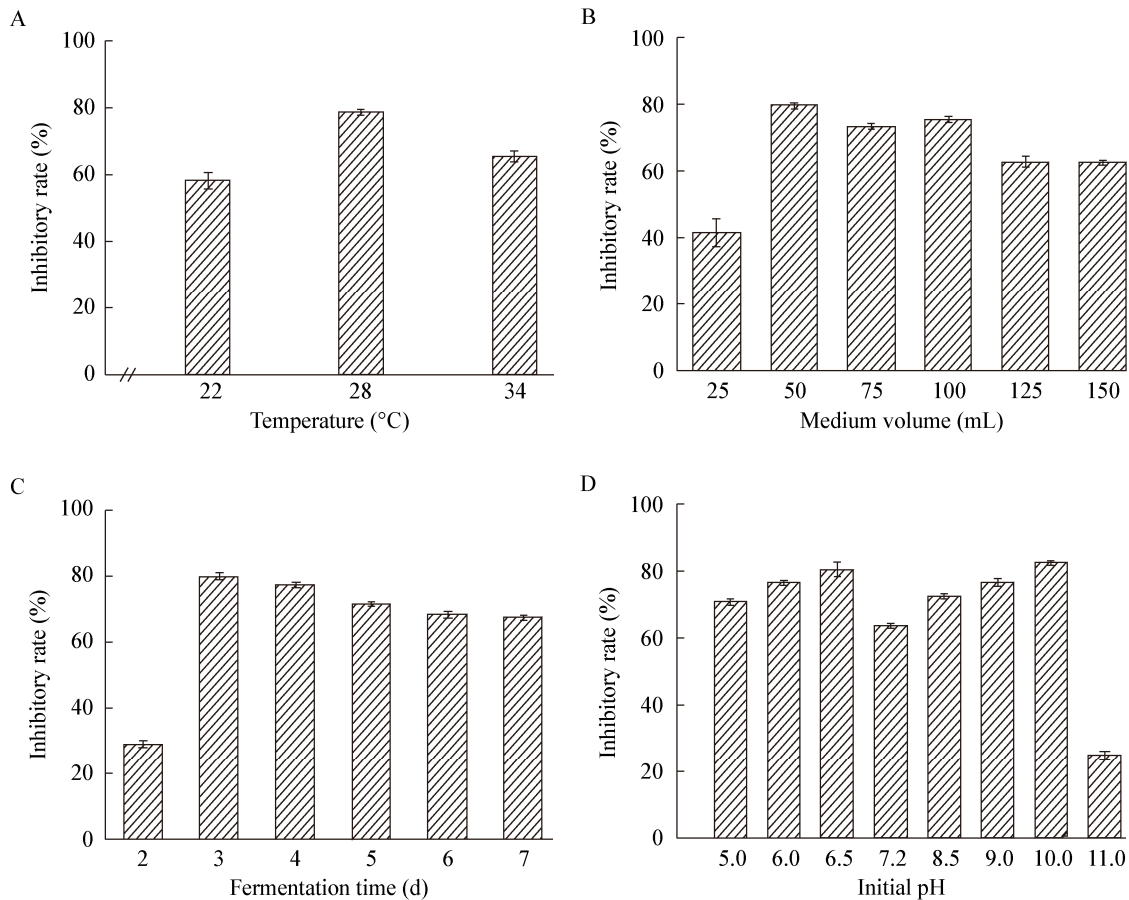 A
100
80
60
40
20
0
Inhibitory rate (%)
22 28 34
Temperature (°C)
B
100
80
60
40
20
0
Inhibitory rate (%)
25 50 75 100 125 150
Medium volume (mL)
C
100
80
60
40
20
0
Inhibitory rate (%)
2 3 4 5 6 7
Fermentation time (d)
D
100
80
60
40
20
0
Inhibitory rate (%)
5.0 6.0 6.5 7.2 8.5 9.0 10.0 11.0
Initial pH